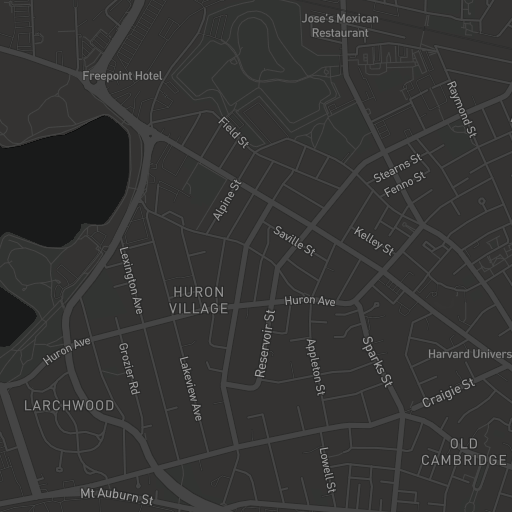 Jose's Mexican
Restaurant
Freepoint Hotel
Raymond St
Field St
Stearns St
Fenno St
Alpine St
Saville St
Kelley St
Lexington Ave
HURON
VILLAGE
Huron Ave
Reservoir St
Huron Ave
Grozier Rd
Lakeview Ave
Appleton St
Sparks St
Harvard Univers
Craigie St
LARCHWOOD
OLD
CAMBRIDGE
Lowell St
Mt Auburn St